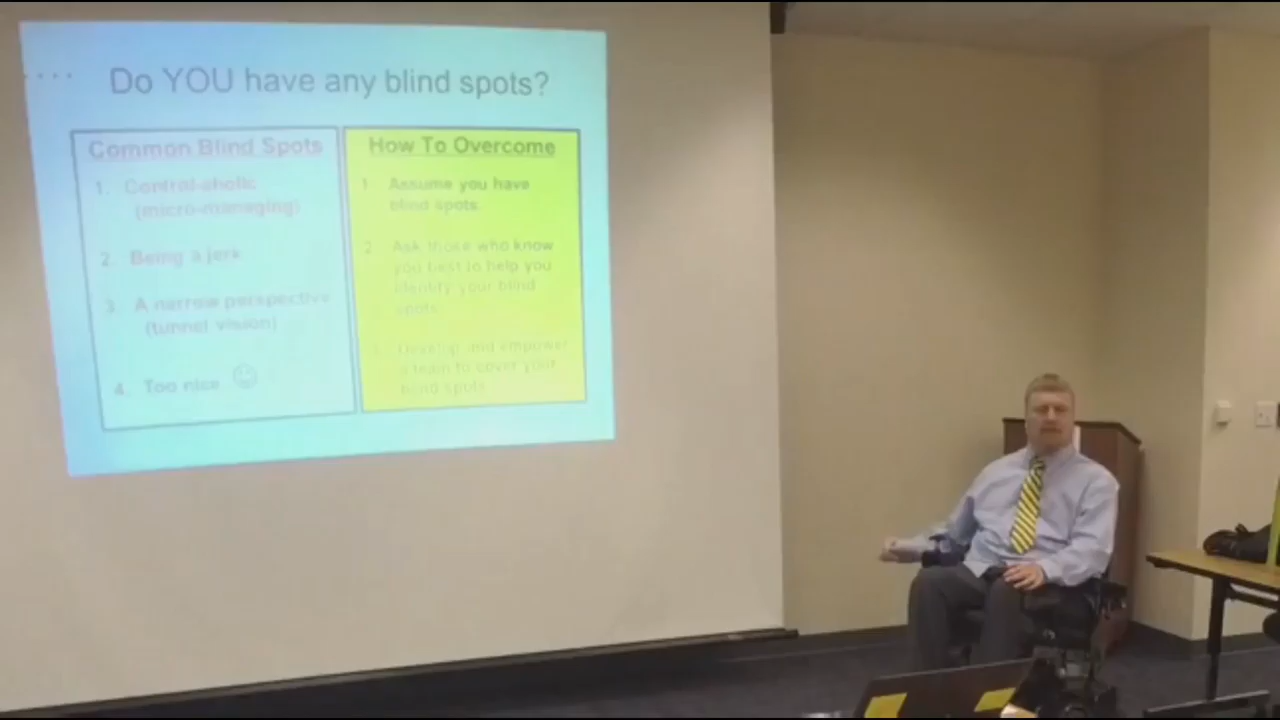 Do YOU have any blind spots?
Common Blind Spots
1. Control-aholic
(micro-managing)
2. Being a jerk
3. A narrow perspective
(tunnel vision)
4. Too nice
How To Overcome
1. Assume you have
blind spots.
2. Ask those who know
you best to help you
identify your blind
spots.
Develop and empower
a team to cover your
blind spots.